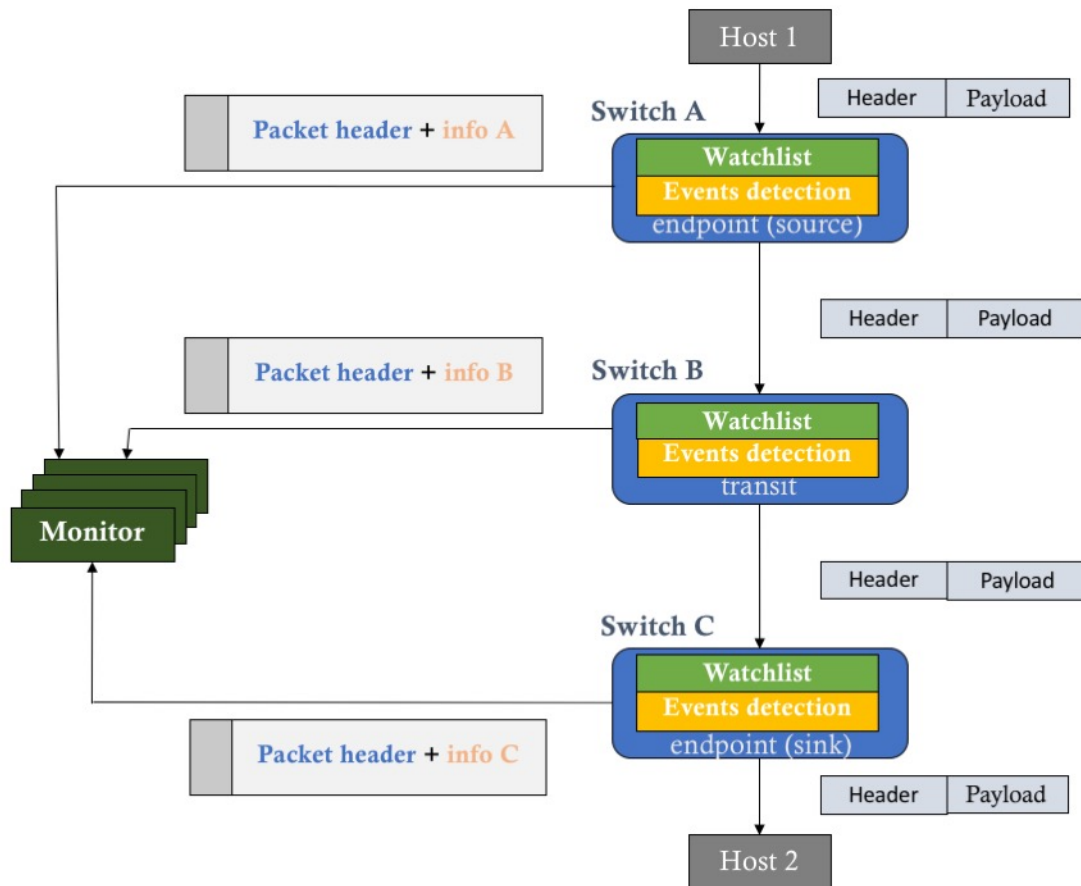 Host 1
Header Payload
Packet header + info A
Switch A
Watchlist
Events detection
endpoint (source)
Header Payload
Packet header + info B
Switch B
Watchlist
Events detection
transit
Monitor
Header Payload
Switch C
Watchlist
Events detection
endpoint (sink)
Packet header + info C
Header Payload
Host 2